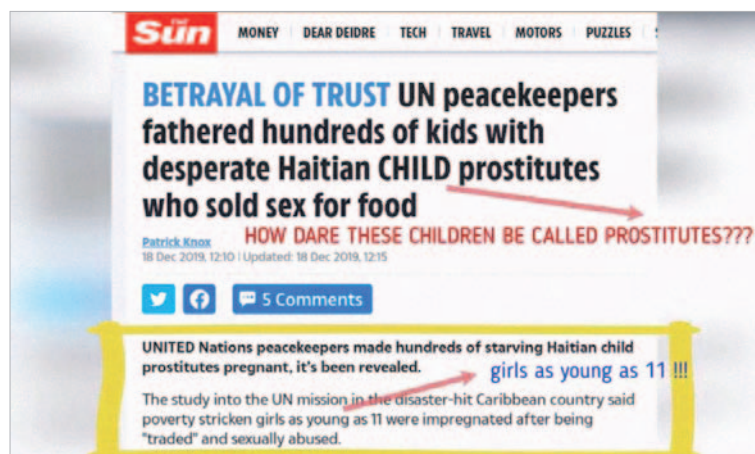 The Sun MONEY DEAR DEIDRE TECH TRAVEL MOTORS PUZZLES
BETRAYAL OF TRUST UN peacekeepers
fathered hundreds of kids with
desperate Haitian CHILD prostitutes
who sold sex for food
Patrick Knox HOW DARE THESE CHILDREN BE CALLED PROSTITUTES???
18 Dec 2019, 12:10 | Updated: 18 Dec 2019, 12:15
5 Comments
UNITED Nations peacekeepers made hundreds of starving Haitian child
prostitutes pregnant, it's been revealed.
girls as young as 11 !!!
The study into the UN mission in the disaster-hit Caribbean country said
poverty stricken girls as young as 11 were impregnated after being
"traded" and sexually abused.